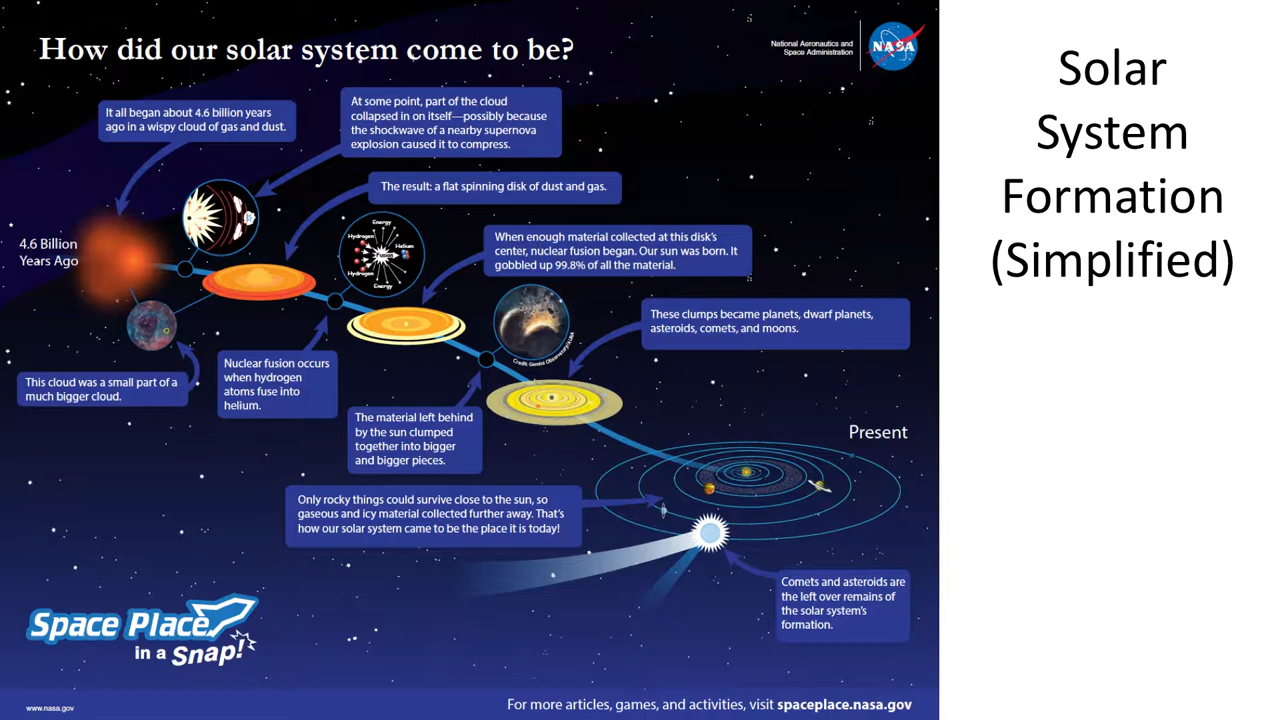 How did our solar system come to be?
National Aeronautics and
Space Administration
NASA
Solar
System
Formation
(Simplified)
It all began about 4.6 billion years
ago in a wispy cloud of gas and dust.
At some point, part of the cloud
collapsed in on itself—possibly because
the shockwave of a nearby supernova
explosion caused it to compress.
The result: a flat spinning disk of dust and gas.
4.6 Billion
Years Ago
Energy
Hydrogen
Helium
Fusion
Hydrogen
Energy
When enough material collected at this disk's
center, nuclear fusion began. Our sun was born. It
gobbled up 99.8% of all the material.
These clumps became planets, dwarf planets,
asteroids, comets, and moons.
Credit: Gemini Observatory/AURA
This cloud was a small part of a
much bigger cloud.
Nuclear fusion occurs
when hydrogen
atoms fuse into
helium.
The material left behind
by the sun clumped
together into bigger
and bigger pieces.
Present
Only rocky things could survive close to the sun, so
gaseous and icy material collected further away. That's
how our solar system came to be the place it is today!
Comets and asteroids are
the left over remains of
the solar system's
formation.
Space Place
in a Snap!
www.nasa.gov
For more articles, games, and activities, visit spaceplace.nasa.gov